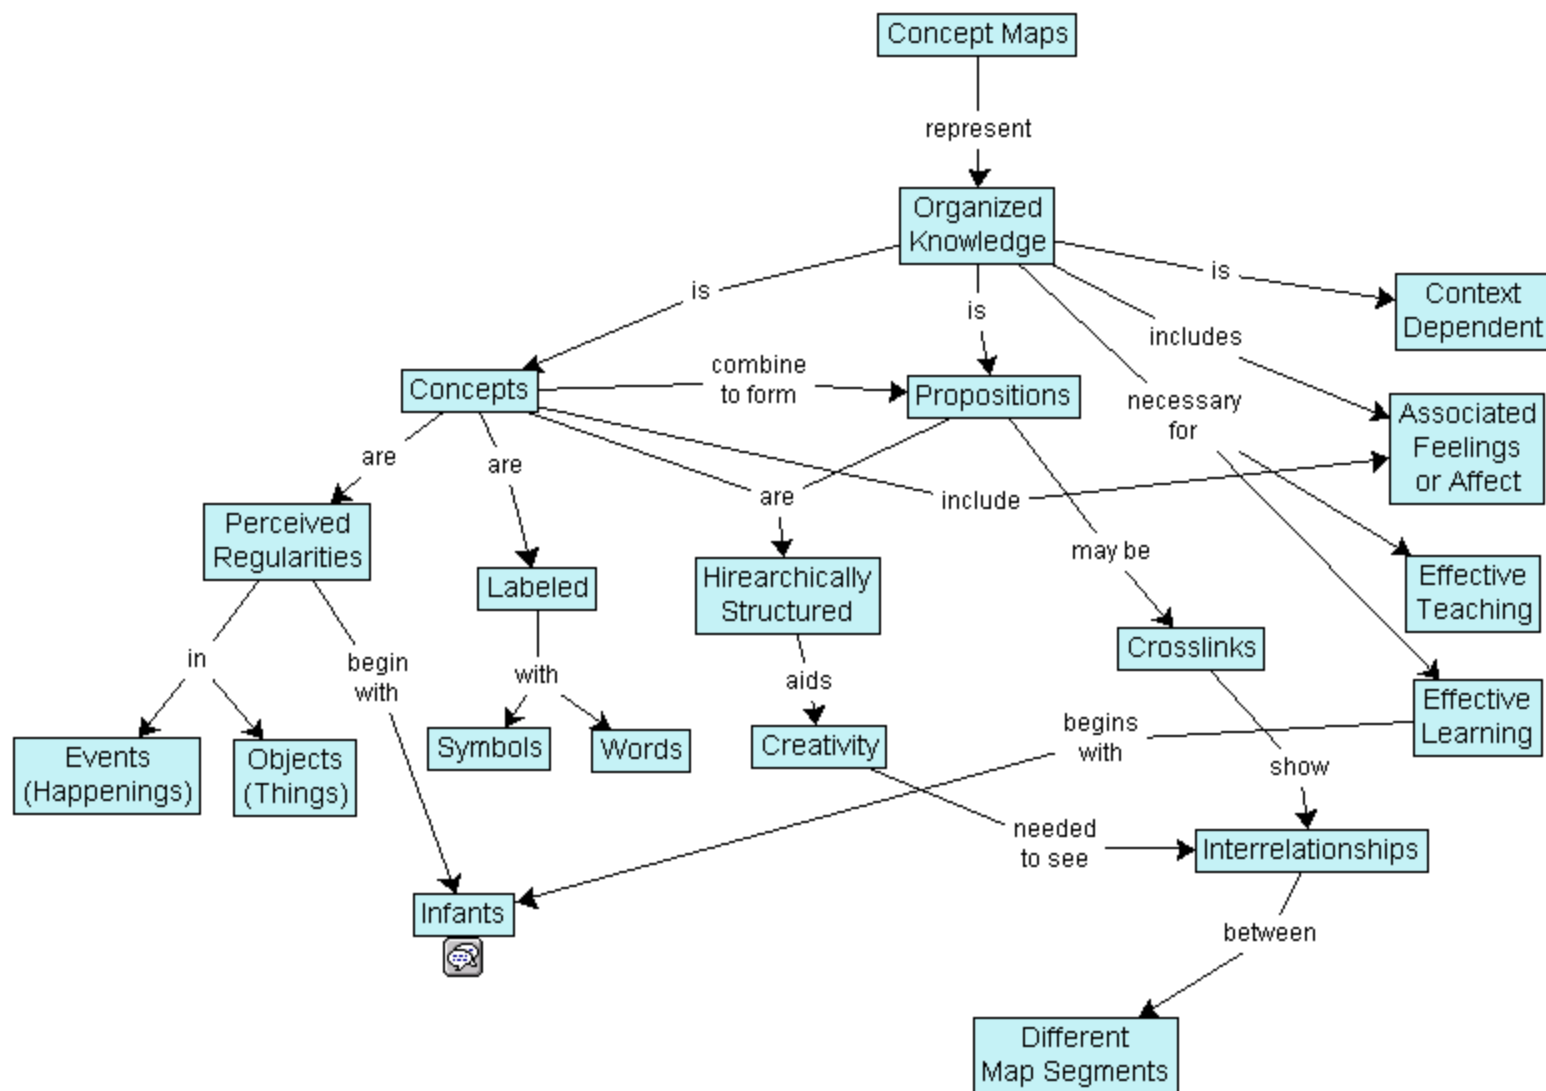 Concept Maps
represent
Organized
Knowledge
is
is
is
Context
Dependent
includes
combine
to form
Concepts
Propositions
necessary
for
Associated
Feelings
or Affect
are
are
are
include
Perceived
Regularities
may be
Labeled
Hirearchically
Structured
Effective
Teaching
Crosslinks
in
begin
with
with
aids
Effective
Learning
begins
with
Events
(Happenings)
Objects
(Things)
Symbols
Words
Creativity
show
needed
to see
Interrelationships
Infants
between
Different
Map Segments